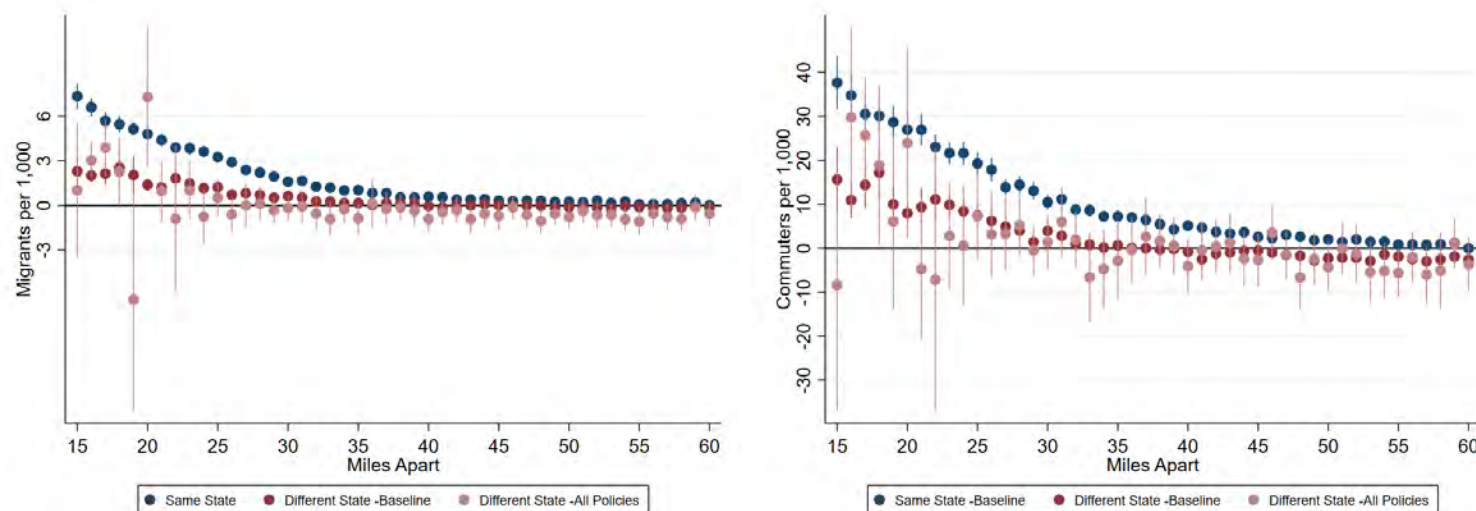 Migrants per 1,000
6
3
0
-3
15 20 25 30 35 40 45 50 55 60
Miles Apart
Same State Different State -Baseline Different State -All Policies
Commuters per 1,000
40
30
20
10
0
-10
-20
-30
15 20 25 30 35 40 45 50 55 60
Miles Apart
Same State -Baseline Different State -Baseline Different State -All Policies